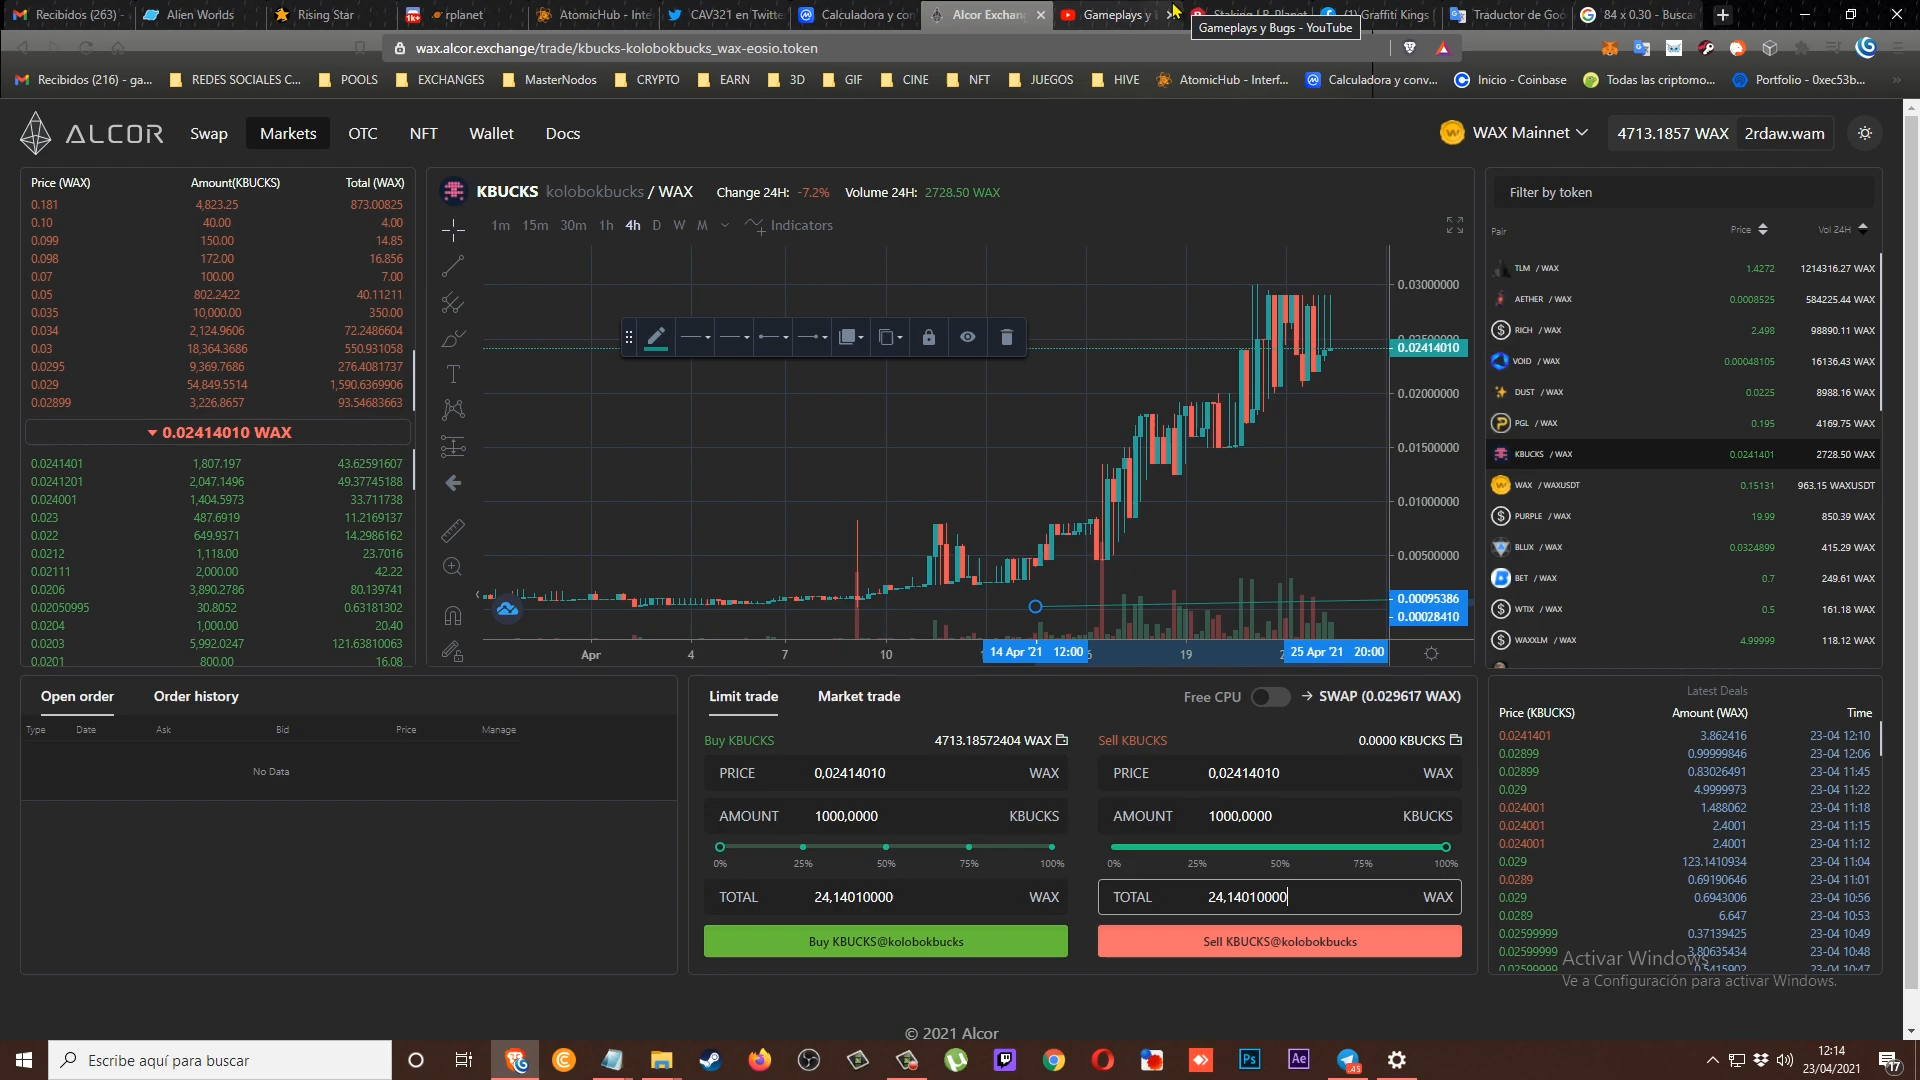 Recibidos (263) -
Alien Worlds
Rising Star
rplanet
AtomicHub - Inte
CAV321 en Twitte
Calculadora y con
Alcor Exchang
Gameplays y
(1) Graffiti Kings
Traductor de Goo
84 x 0.30 - Busca
Gameplays y Bugs - YouTube
wax.alcor.exchange/trade/kbucks-kolobokbucks_wax-eosio.token
Recibidos (216) - ga...
REDES SOCIALES C...
POOLS
EXCHANGES
MasterNodos
CRYPTO
EARN
3D
GIF
CINE
NFT
JUEGOS
HIVE
AtomicHub - Interf...
Calculadora y conv...
Inicio - Coinbase
Todas las criptomo...
Portfolio - 0xec53b...
ALCOR
Swap
Markets
OTC
NFT
Wallet
Docs
WAX Mainnet
4713.1857 WAX
2rdaw.wam
Price (WAX) Amount(KBUCKS) Total (WAX)
0.181 4,823.25 873.00825
0.10 40.00 4.00
0.099 150.00 14.85
0.098 172.00 16.856
0.07 100.00 7.00
0.05 802.2422 40.11211
0.035 10,000.00 350.00
0.034 2,124.9606 72.2486604
0.03 18,364.3686 550.931058
0.0295 9,369.7686 276.4081737
0.029 54,849.5514 1,590.6369906
0.02899 3,226.8657 93.54683663
0.02414010 WAX
0.0241401 1,807.197 43.62591607
0.0241201 2,047.1496 49.37745188
0.024001 1,404.5973 33.711738
0.023 487.6919 11.2169137
0.022 649.9371 14.2986162
0.0212 1,118.00 23.7016
0.02111 2,000.00 42.22
0.0206 3,890.2786 80.139741
0.02050995 30.8052 0.63181302
0.0204 1,000.00 20.40
0.0203 5,992.0247 121.63810063
0.0201 800.00 16.08
KBUCKS kolobokbucks / WAX
Change 24H: -7.2%
Volume 24H: 2728.50 WAX
1m 15m 30m 1h 4h D W M
Indicators
0.03000000
0.02414010
0.02000000
0.01500000
0.01000000
0.00500000
0.00095386
0.00028410
Apr 4 7 10
14 Apr '21 12:00
19
25 Apr '21 20:00
Filter by token
Pair Price Vol 24H
TLM / WAX 1.4272 1214316.27 WAX
AETHER / WAX 0.0008525 584225.44 WAX
RICH / WAX 2.498 98890.11 WAX
VOID / WAX 0.00048105 16136.43 WAX
DUST / WAX 0.0225 8988.16 WAX
PGL / WAX 0.195 4169.75 WAX
KBUCKS / WAX 0.0241401 2728.50 WAX
WAX / WAXUSDT 0.15131 963.15 WAXUSDT
PURPLE / WAX 19.99 850.39 WAX
BLUX / WAX 0.0324899 415.29 WAX
BET / WAX 0.7 249.61 WAX
WTIX / WAX 0.5 161.18 WAX
WAXXLM / WAX 4.99999 118.12 WAX
Open order
Order history
Type Date Ask Bid Price Manage
No Data
Limit trade
Market trade
Free CPU
SWAP (0.029617 WAX)
Buy KBUCKS
4713.18572404 WAX
PRICE 0,02414010 WAX
AMOUNT 1000,0000 KBUCKS
0% 25% 50% 75% 100%
TOTAL 24,14010000 WAX
Buy KBUCKS@kolobokbucks
Sell KBUCKS
0.0000 KBUCKS
PRICE 0,02414010 WAX
AMOUNT 1000,0000 KBUCKS
0% 25% 50% 75% 100%
TOTAL 24,14010000 WAX
Sell KBUCKS@kolobokbucks
Latest Deals
Price (KBUCKS) Amount (WAX) Time
0.0241401 3.862416 23-04 12:10
0.02899 0.99999846 23-04 12:06
0.02899 0.83026491 23-04 11:45
0.029 4.9999973 23-04 11:22
0.024001 1.488062 23-04 11:18
0.024001 2.4001 23-04 11:15
0.024001 2.4001 23-04 11:12
0.029 123.1410934 23-04 11:04
0.0289 0.69190646 23-04 11:01
0.029 0.6943006 23-04 10:56
0.0289 6.647 23-04 10:53
0.02599999 0.37139425 23-04 10:49
0.02599999 3.80635434 23-04 10:48
0.02599999 0.5415902 23-04 10:47
Activar Windows
Ve a Configuración para activar Windows.
© 2021 Alcor
Escribe aquí para buscar
Ps
Ae
45
12:14
23/04/2021
17